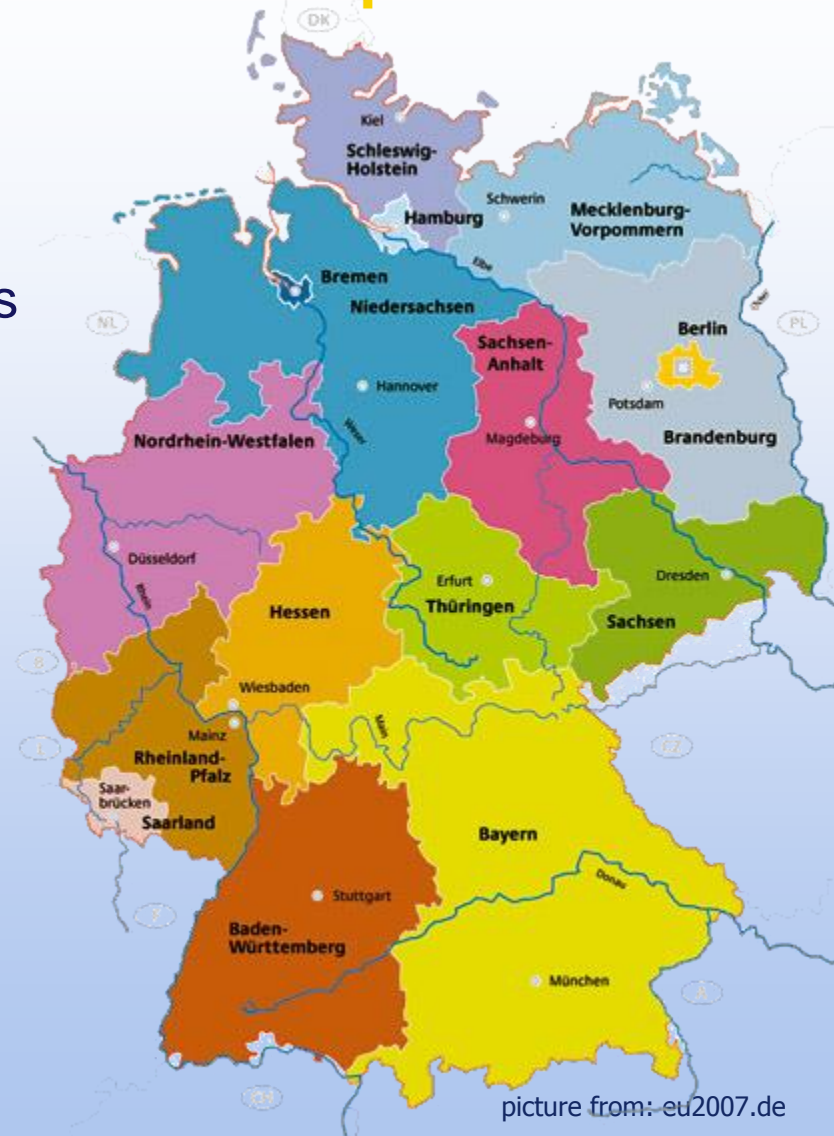 DK
Kiel
Schleswig-
Holstein
Schwerin
Hamburg
Mecklenburg-
Vorpommern
Elbe
Bremen
s
Niedersachsen
Oder
NL
PL
Berlin
Sachsen-
Anhalt
Hannover
Potsdam
Magdeburg
Weser
Nordrhein-Westfalen
Brandenburg
Düsseldorf
Erfurt
Dresden
Rhein
Hessen
Thüringen
Sachsen
B
Wiesbaden
Mainz
Main
L
CZ
Rheinland-
Pfalz
Saar-
brücken
Saarland
Bayern
Donau
F
Stuttgart
Baden-
Württemberg
München
A
CH
picture from: eu2007.de